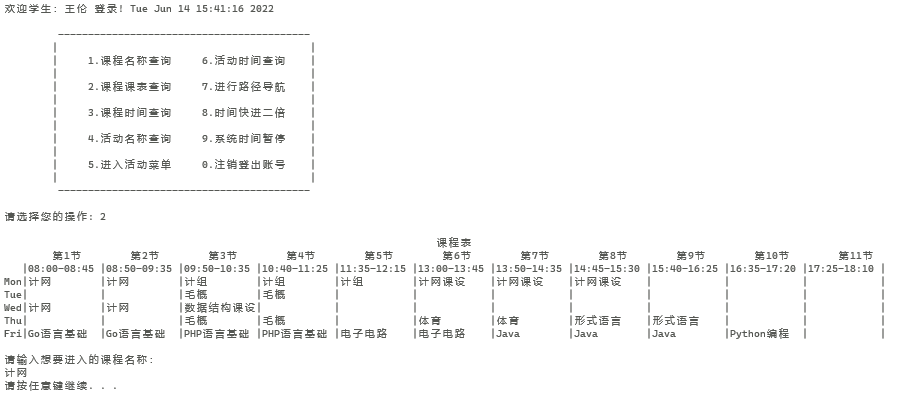 欢迎学生: 王伦 登录! Tue Jun 14 15:41:16 2022
1.课程名称查询 6.活动时间查询
2.课程课表查询 7.进行路径导航
3.课程时间查询 8.时间快进二倍
4.活动名称查询 9.系统时间暂停
5.进入活动菜单 0.注销登出账号
请选择您的操作: 2
课程表
第1节 第2节 第3节 第4节 第5节 第6节 第7节 第8节 第9节 第10节 第11节
|08:00-08:45 |08:50-09:35 |09:50-10:35 |10:40-11:25 |11:35-12:15 |13:00-13:45 |13:50-14:35 |14:45-15:30 |15:40-16:25 |16:35-17:20 |17:25-18:10 |
Mon|计网 |计网 |计组 |计组 |计组 |计网课设 |计网课设 |计网课设 | | | |
Tue| | |毛概 |毛概 | | | | | | | |
Wed|计网 |计网 |数据结构课设| | | | | | | | |
Thu| | |毛概 |毛概 | |体育 |体育 |形式语言 |形式语言 | | |
Fri|Go语言基础 |Go语言基础 |PHP语言基础 |PHP语言基础 |电子电路 |电子电路 |Java |Java |Java |Python编程 | |
请输入想要进入的课程名称:
计网
请按任意键继续. . .